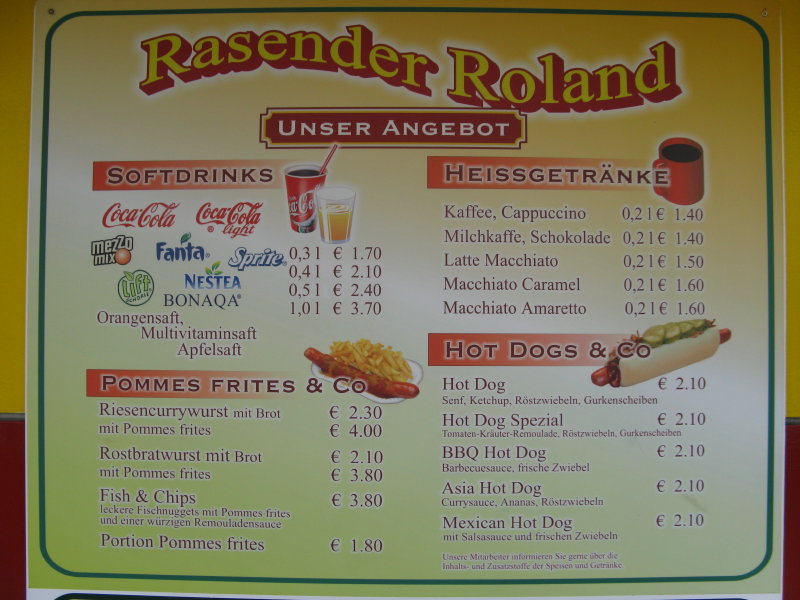 Rasender Roland
UNSER ANGEBOT
SOFTDRINKS
Coca-Cola
Coca-Cola light
mezzo mix
Fanta
Sprite
Lift
SCHORLE
NESTEA
BONAQA®
0,3 l € 1.70
0,4 l € 2.10
0,5 l € 2.40
1,0 l € 3.70
Orangensaft,
Multivitaminsaft
Apfelsaft
POMMES FRITES & CO
Riesencurrywurst mit Brot € 2.30
mit Pommes frites € 4.00
Rostbratwurst mit Brot € 2.10
mit Pommes frites € 3.80
Fish & Chips € 3.80
leckere Fischnuggets mit Pommes frites
und einer würzigen Remouladensauce
Portion Pommes frites € 1.80
HEISSGETRÄNKE
Kaffee, Cappuccino 0,2 l € 1.40
Milchkaffe, Schokolade 0,2 l € 1.40
Latte Macchiato 0,2 l € 1.50
Macchiato Caramel 0,2 l € 1.60
Macchiato Amaretto 0,2 l € 1.60
HOT DOGS & CO
Hot Dog € 2.10
Senf, Ketchup, Röstzwiebeln, Gurkenscheiben
Hot Dog Spezial € 2.10
Tomaten-Kräuter-Remoulade, Röstzwiebeln, Gurkenscheiben
BBQ Hot Dog € 2.10
Barbecuesauce, frische Zwiebel
Asia Hot Dog € 2.10
Currysauce, Ananas, Röstzwiebeln
Mexican Hot Dog € 2.10
mit Salsasauce und frischen Zwiebeln
Unsere Mitarbeiter informieren Sie gerne über die
Inhalts- und Zusatzstoffe der Speisen und Getränke.